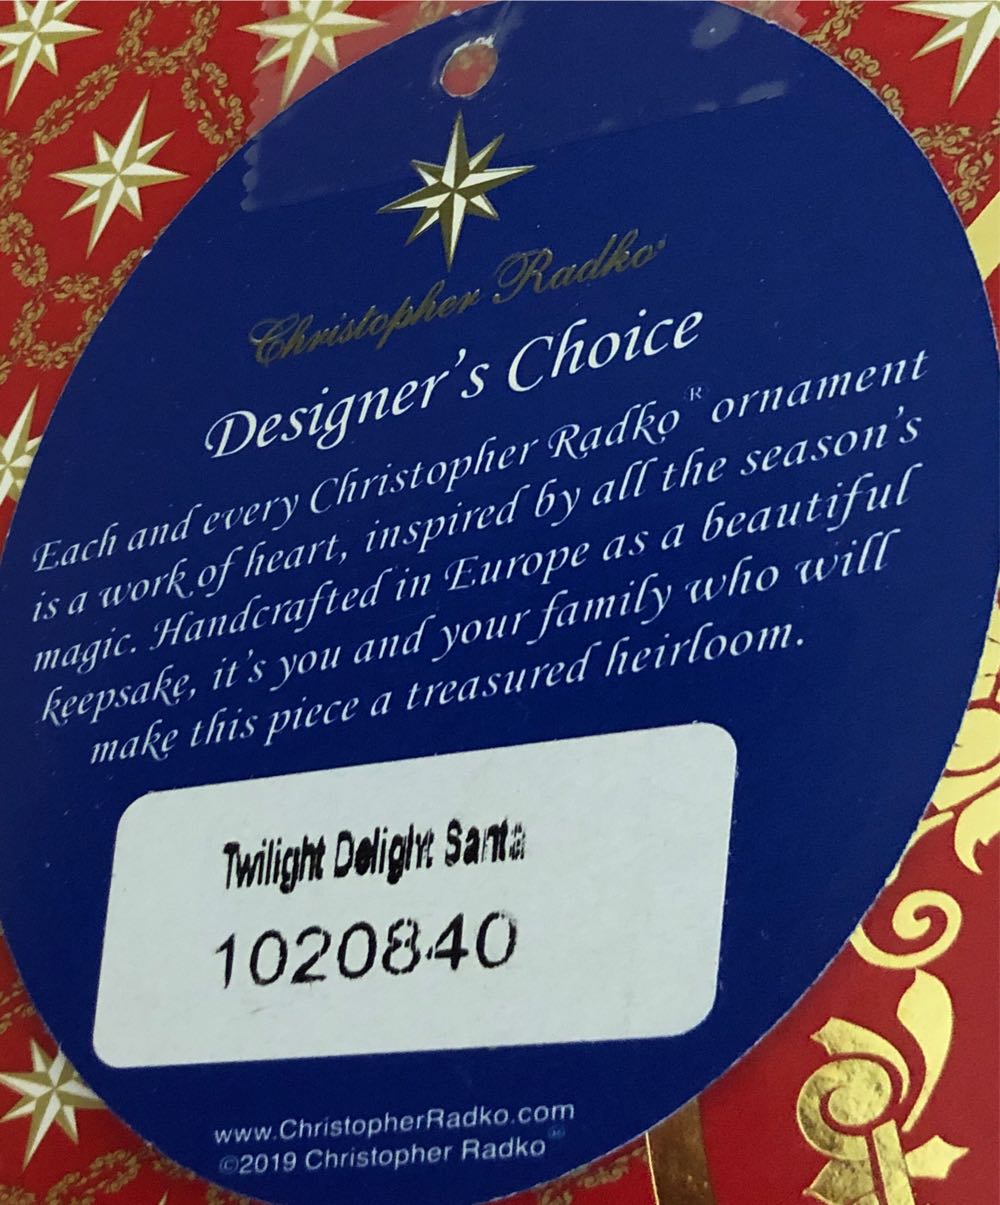 Christopher Radko
Designer's Choice
Each and every Christopher Radko® ornament
is a work of heart, inspired by all the season's
magic. Handcrafted in Europe as a beautiful
keepsake, it's you and your family who will
make this piece a treasured heirloom.
Twilight Delight Santa
1020840
www.ChristopherRadko.com
©2019 Christopher Radko